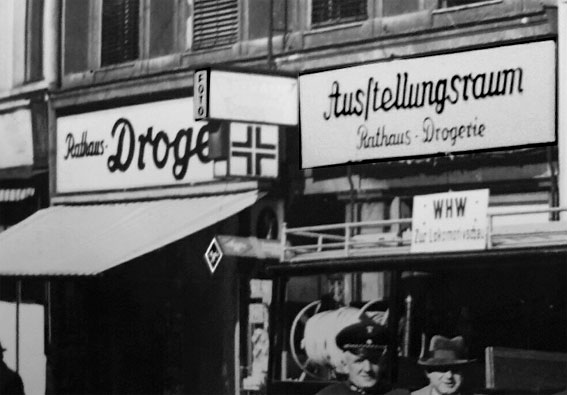 Rathaus-
Droge
FOTO
Ausstellungsraum
Rathaus-Drogerie
WHW